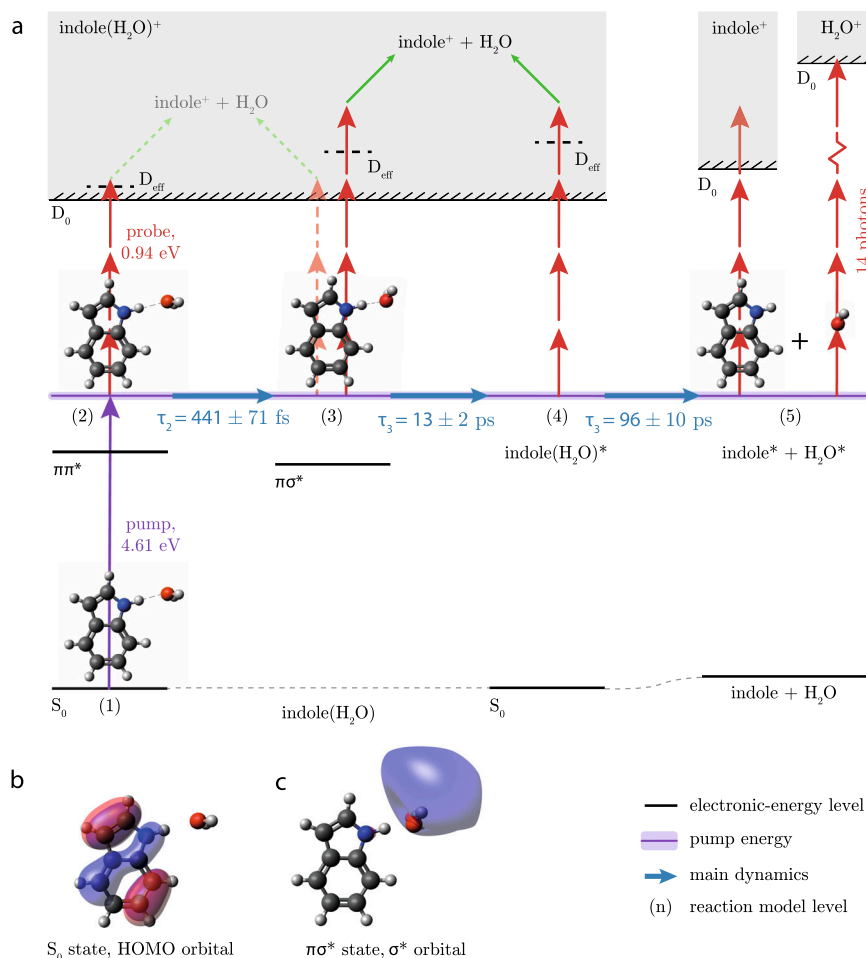 a
indole(H₂O)⁺
indole⁺ + H₂O
indole⁺ + H₂O
indole⁺
H₂O⁺
D₀
D_eff
D_eff
D_eff
D₀
D₀
probe,
0.94 eV
14 photons
+
(2)
τ₂ = 441 ± 71 fs
(3)
τ₃ = 13 ± 2 ps
(4)
τ₃ = 96 ± 10 ps
(5)
ππ*
πσ*
indole(H₂O)*
indole* + H₂O*
pump,
4.61 eV
S₀ (1)
indole(H₂O)
S₀
indole + H₂O
b
c
S₀ state, HOMO orbital
πσ* state, σ* orbital
electronic-energy level
pump energy
main dynamics
(n) reaction model level